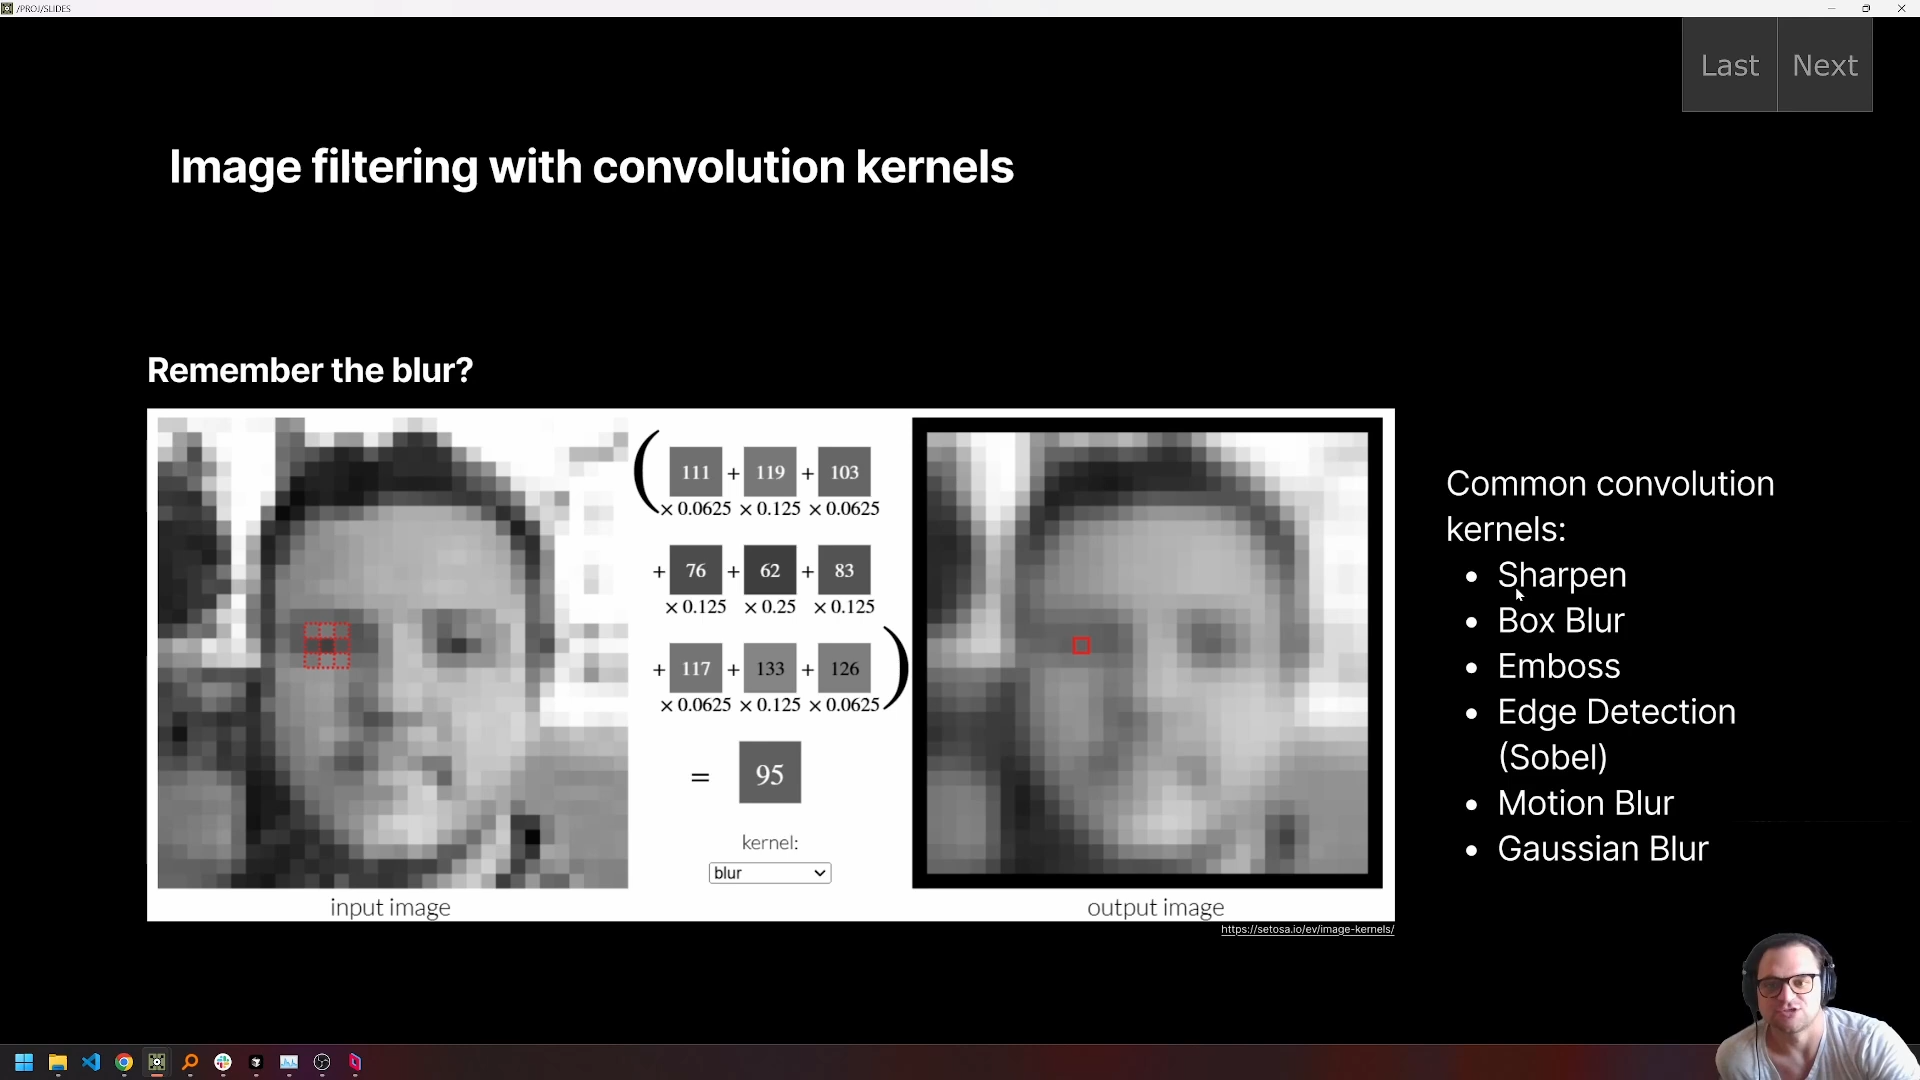 /PROJ/SLIDES
Last Next
Image filtering with convolution kernels
Remember the blur?
( 111 + 119 + 103
× 0.0625 × 0.125 × 0.0625
+ 76 + 62 + 83
× 0.125 × 0.25 × 0.125
+ 117 + 133 + 126 )
× 0.0625 × 0.125 × 0.0625
= 95
kernel:
blur
input image
output image
https://setosa.io/ev/image-kernels/
Common convolution
kernels:
• Sharpen
• Box Blur
• Emboss
• Edge Detection
(Sobel)
• Motion Blur
• Gaussian Blur